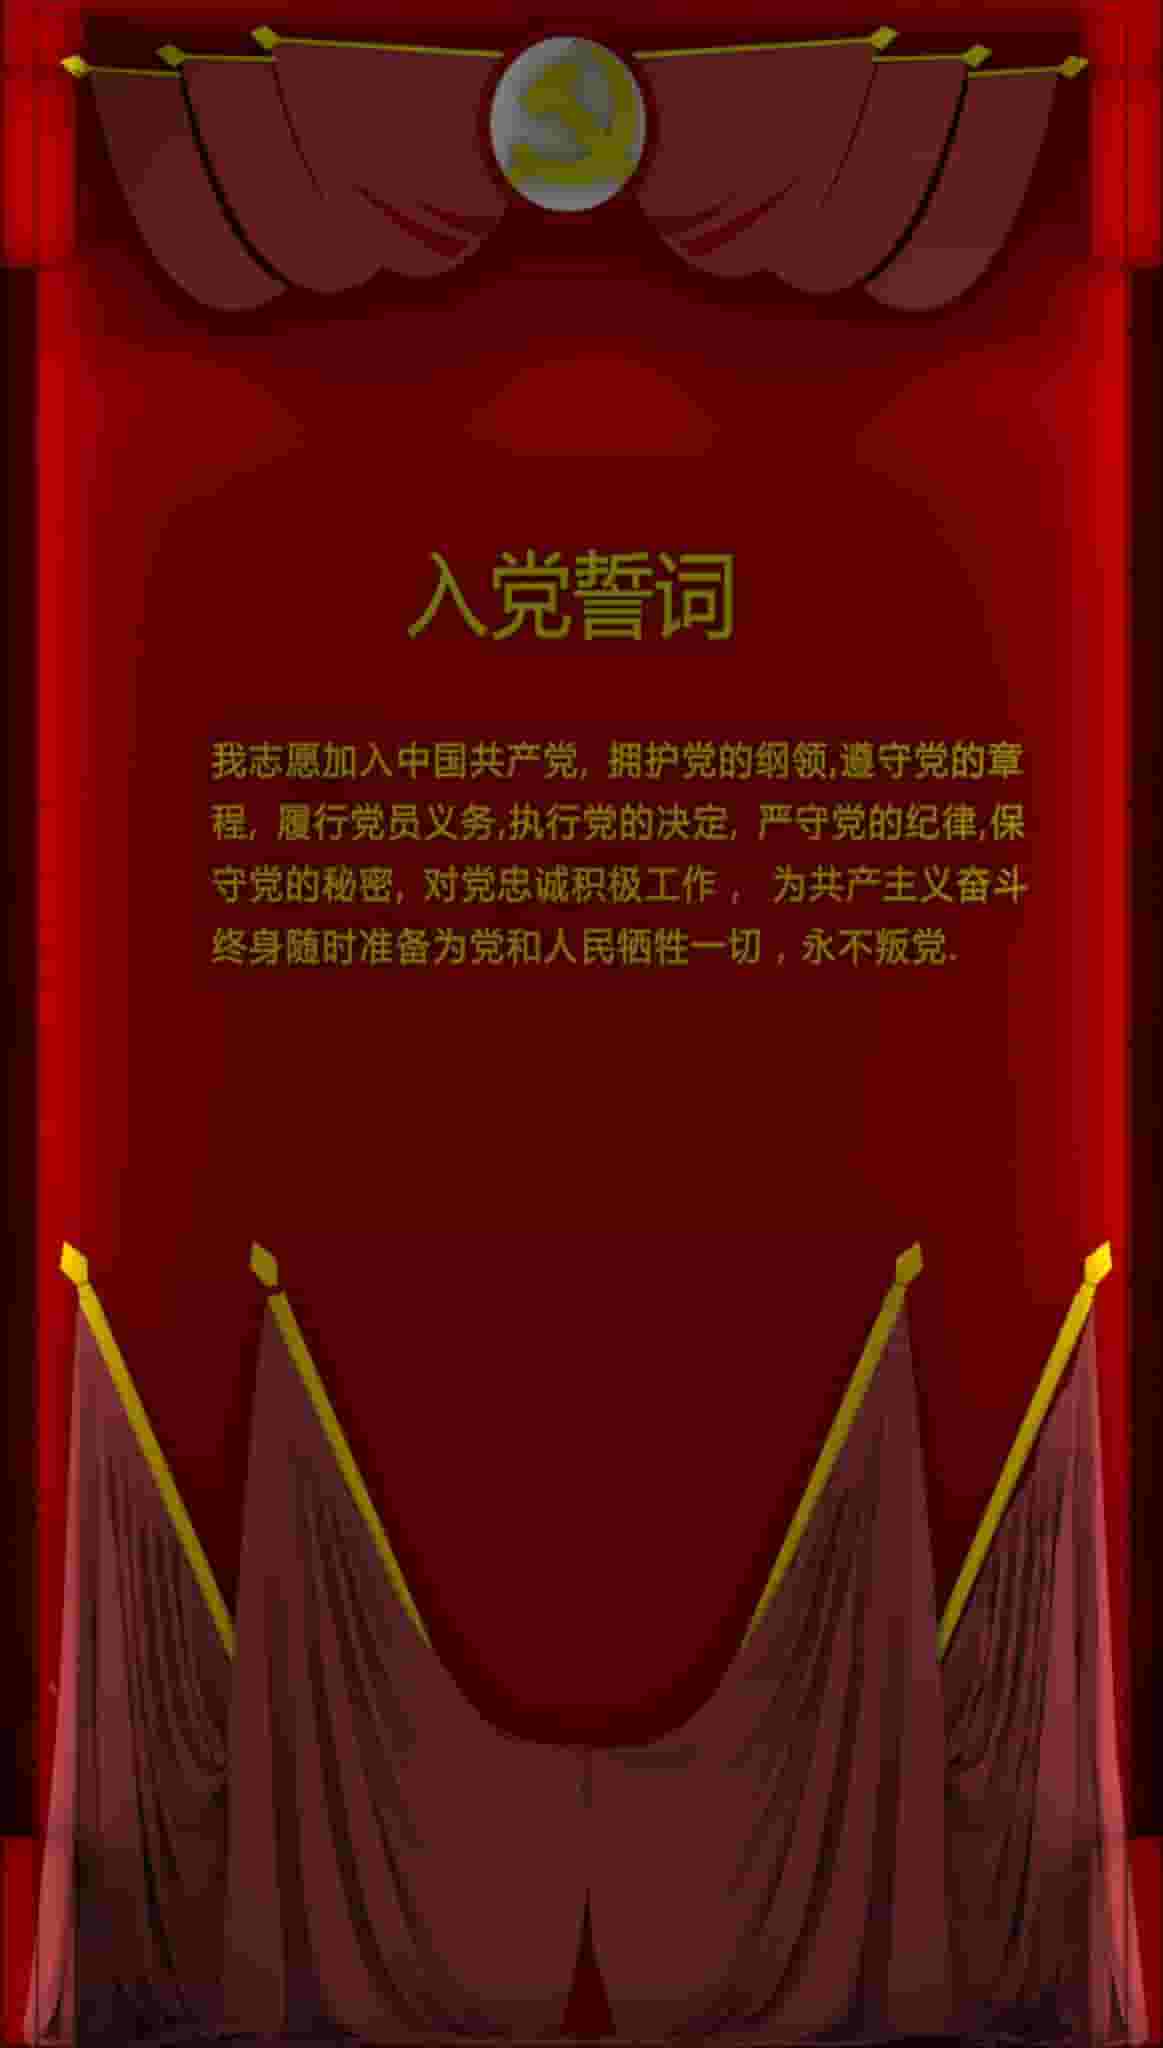 入党誓词
我志愿加入中国共产党, 拥护党的纲领,遵守党的章
程, 履行党员义务,执行党的决定, 严守党的纪律,保
守党的秘密, 对党忠诚积极工作 , 为共产主义奋斗
终身随时准备为党和人民牺牲一切 , 永不叛党.